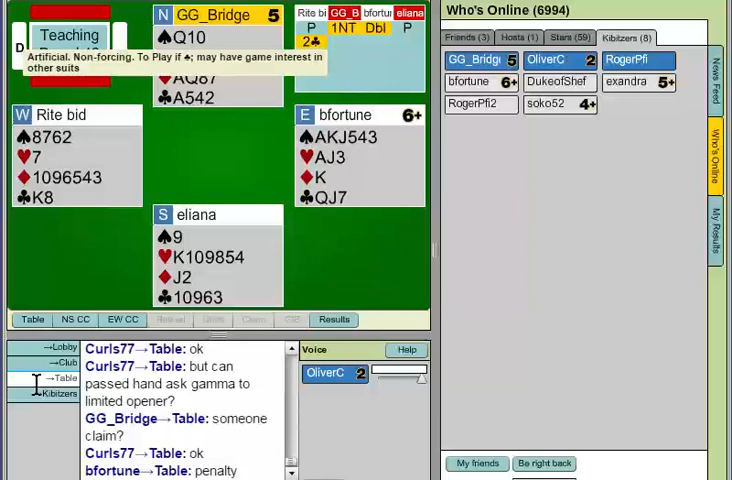 Teaching
D
N GG_Bridge 5
♠Q10
♥AQ87
♣A542
Rite bi GG_B bfortur eliana
P 1NT Dbl P
2♣
Artificial. Non-forcing. To Play if ♣; may have game interest in
other suits
W Rite bid
♠8762
♥7
♦1096543
♣K8
E bfortune 6+
♠AKJ543
♥AJ3
♦K
♣QJ7
S eliana
♠9
♥K109854
♦J2
♣10963
Table NS CC EW CC Undo Claim GIB Results
→Lobby
→Club
→Table
→Kibitzers
Curls77→Table: ok
Curls77→Table: but can
passed hand ask gamma to
limited opener?
GG_Bridge→Table: someone
claim?
Curls77→Table: ok
bfortune→Table: penalty
Voice Help
OliverC 2
Who's Online (6994)
Friends (3) Hosts (1) Stars (59) Kibitzers (8)
GG_Bridg 5 OliverC 2 RogerPfi
bfortune 6+ DukeofShef exandra 5+
RogerPfi2 soko52 4+
News Feed
Who's Online
My Results
My friends Be right back